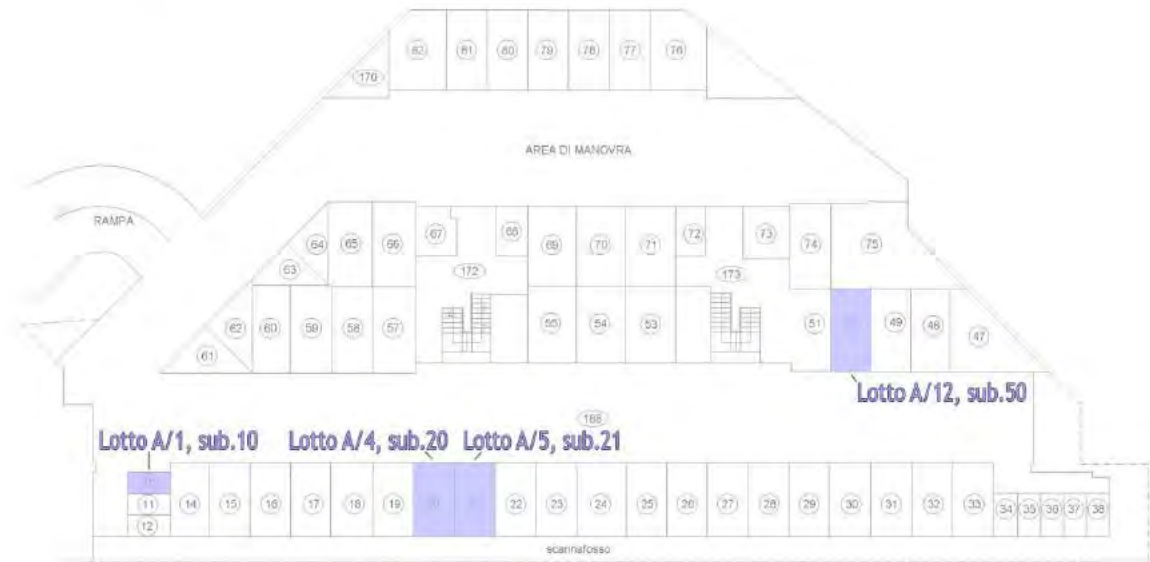 82 81 80 79 78 77 76
170
AREA DI MANOVRA
RAMPA
67 68 72 73
64 65 66 69 70 71 74 75
63 172 173
62 60 59 58 57 55 54 53 51 49 48 47
61
Lotto A/12, sub.50
168
Lotto A/1, sub.10 Lotto A/4, sub.20 Lotto A/5, sub.21
11 14 15 16 17 18 19 22 23 24 25 26 27 28 29 30 31 32 33 34 35 36 37 38
12
scannafosso